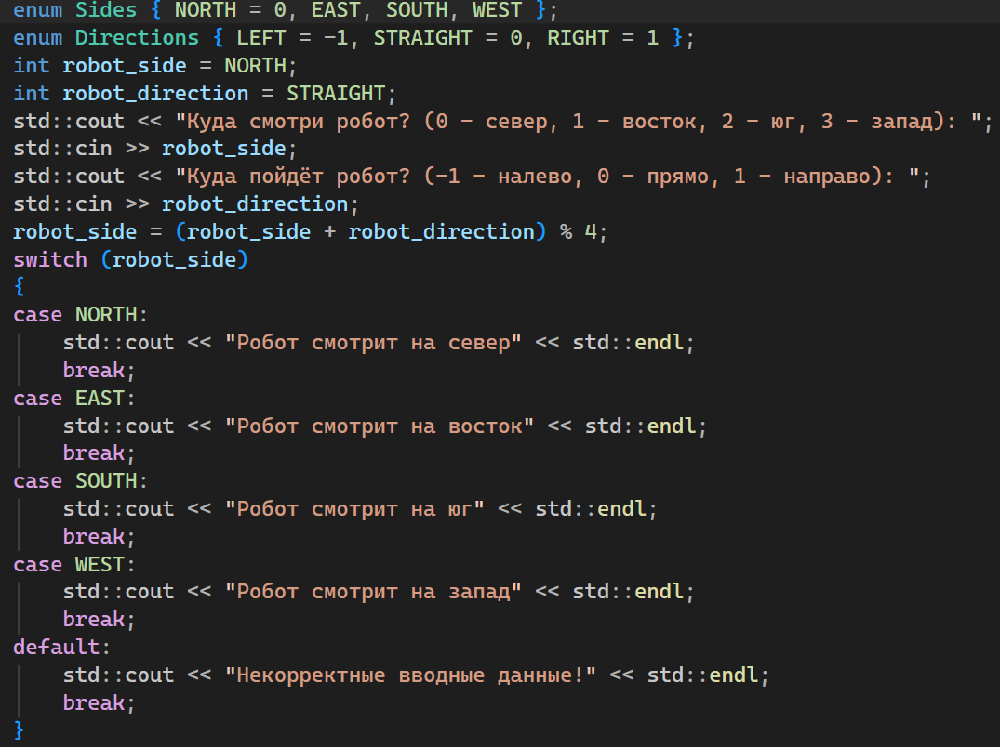 enum Sides { NORTH = 0, EAST, SOUTH, WEST };
enum Directions { LEFT = -1, STRAIGHT = 0, RIGHT = 1 };
int robot_side = NORTH;
int robot_direction = STRAIGHT;
std::cout << "Куда смотри робот? (0 - север, 1 - восток, 2 - юг, 3 - запад): ";
std::cin >> robot_side;
std::cout << "Куда пойдёт робот? (-1 - налево, 0 - прямо, 1 - направо): ";
std::cin >> robot_direction;
robot_side = (robot_side + robot_direction) % 4;
switch (robot_side)
{
case NORTH:
    std::cout << "Робот смотрит на север" << std::endl;
    break;
case EAST:
    std::cout << "Робот смотрит на восток" << std::endl;
    break;
case SOUTH:
    std::cout << "Робот смотрит на юг" << std::endl;
    break;
case WEST:
    std::cout << "Робот смотрит на запад" << std::endl;
    break;
default:
    std::cout << "Некорректные вводные данные!" << std::endl;
    break;
}